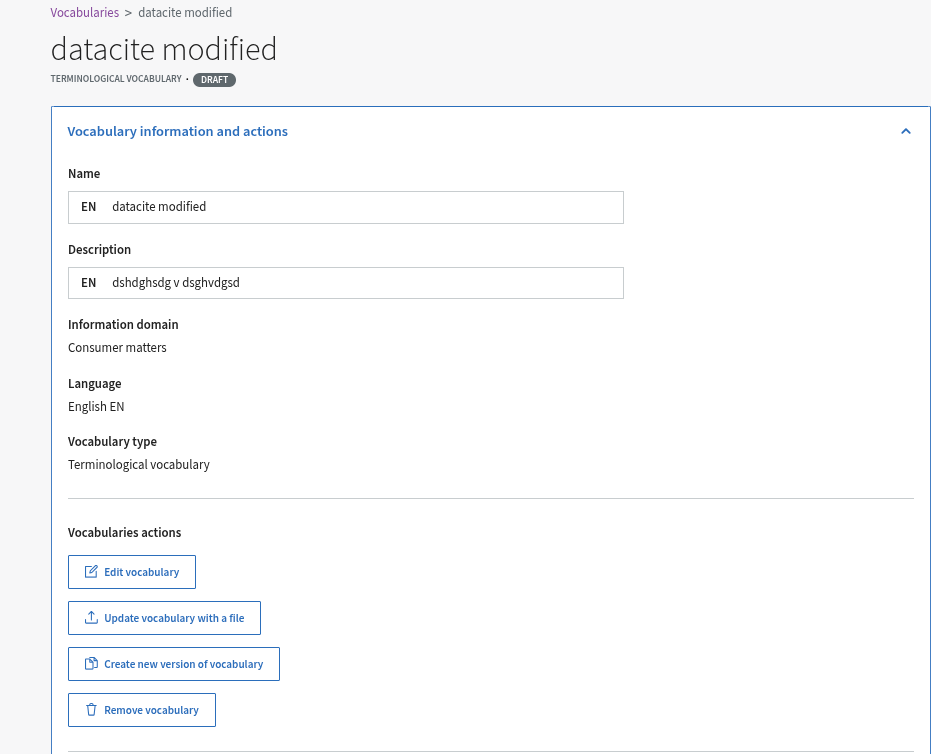 Vocabularies > datacite modified
datacite modified
TERMINOLOGICAL VOCABULARY · DRAFT
Vocabulary information and actions
Name
EN datacite modified
Description
EN dshdghsdg v dsghvdgsd
Information domain
Consumer matters
Language
English EN
Vocabulary type
Terminological vocabulary
Vocabularies actions
Edit vocabulary
Update vocabulary with a file
Create new version of vocabulary
Remove vocabulary